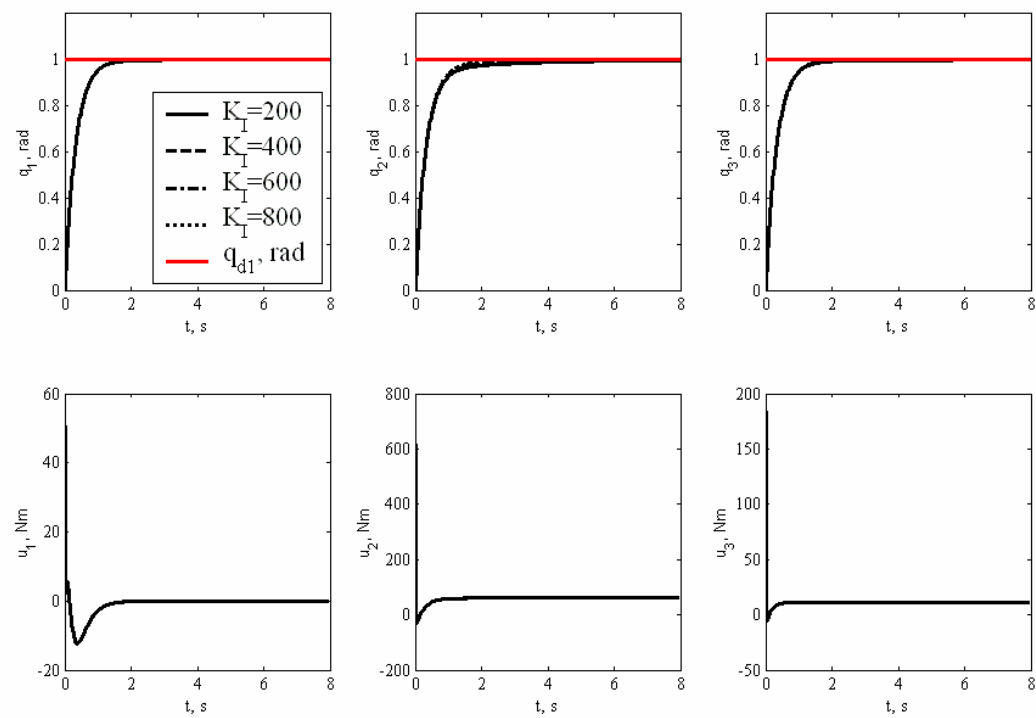 1
0.8
0.6
0.4
0.2
0
q1, rad
0 2 4 6 8
t, s
K_I=200
K_I=400
K_I=600
K_I=800
q_d1, rad
1
0.8
0.6
0.4
0.2
0
q2, rad
0 2 4 6 8
t, s
1
0.8
0.6
0.4
0.2
0
q3, rad
0 2 4 6 8
t, s
60
40
20
0
-20
u1, Nm
0 2 4 6 8
t, s
800
600
400
200
0
-200
u2, Nm
0 2 4 6 8
t, s
200
150
100
50
0
-50
u3, Nm
0 2 4 6 8
t, s